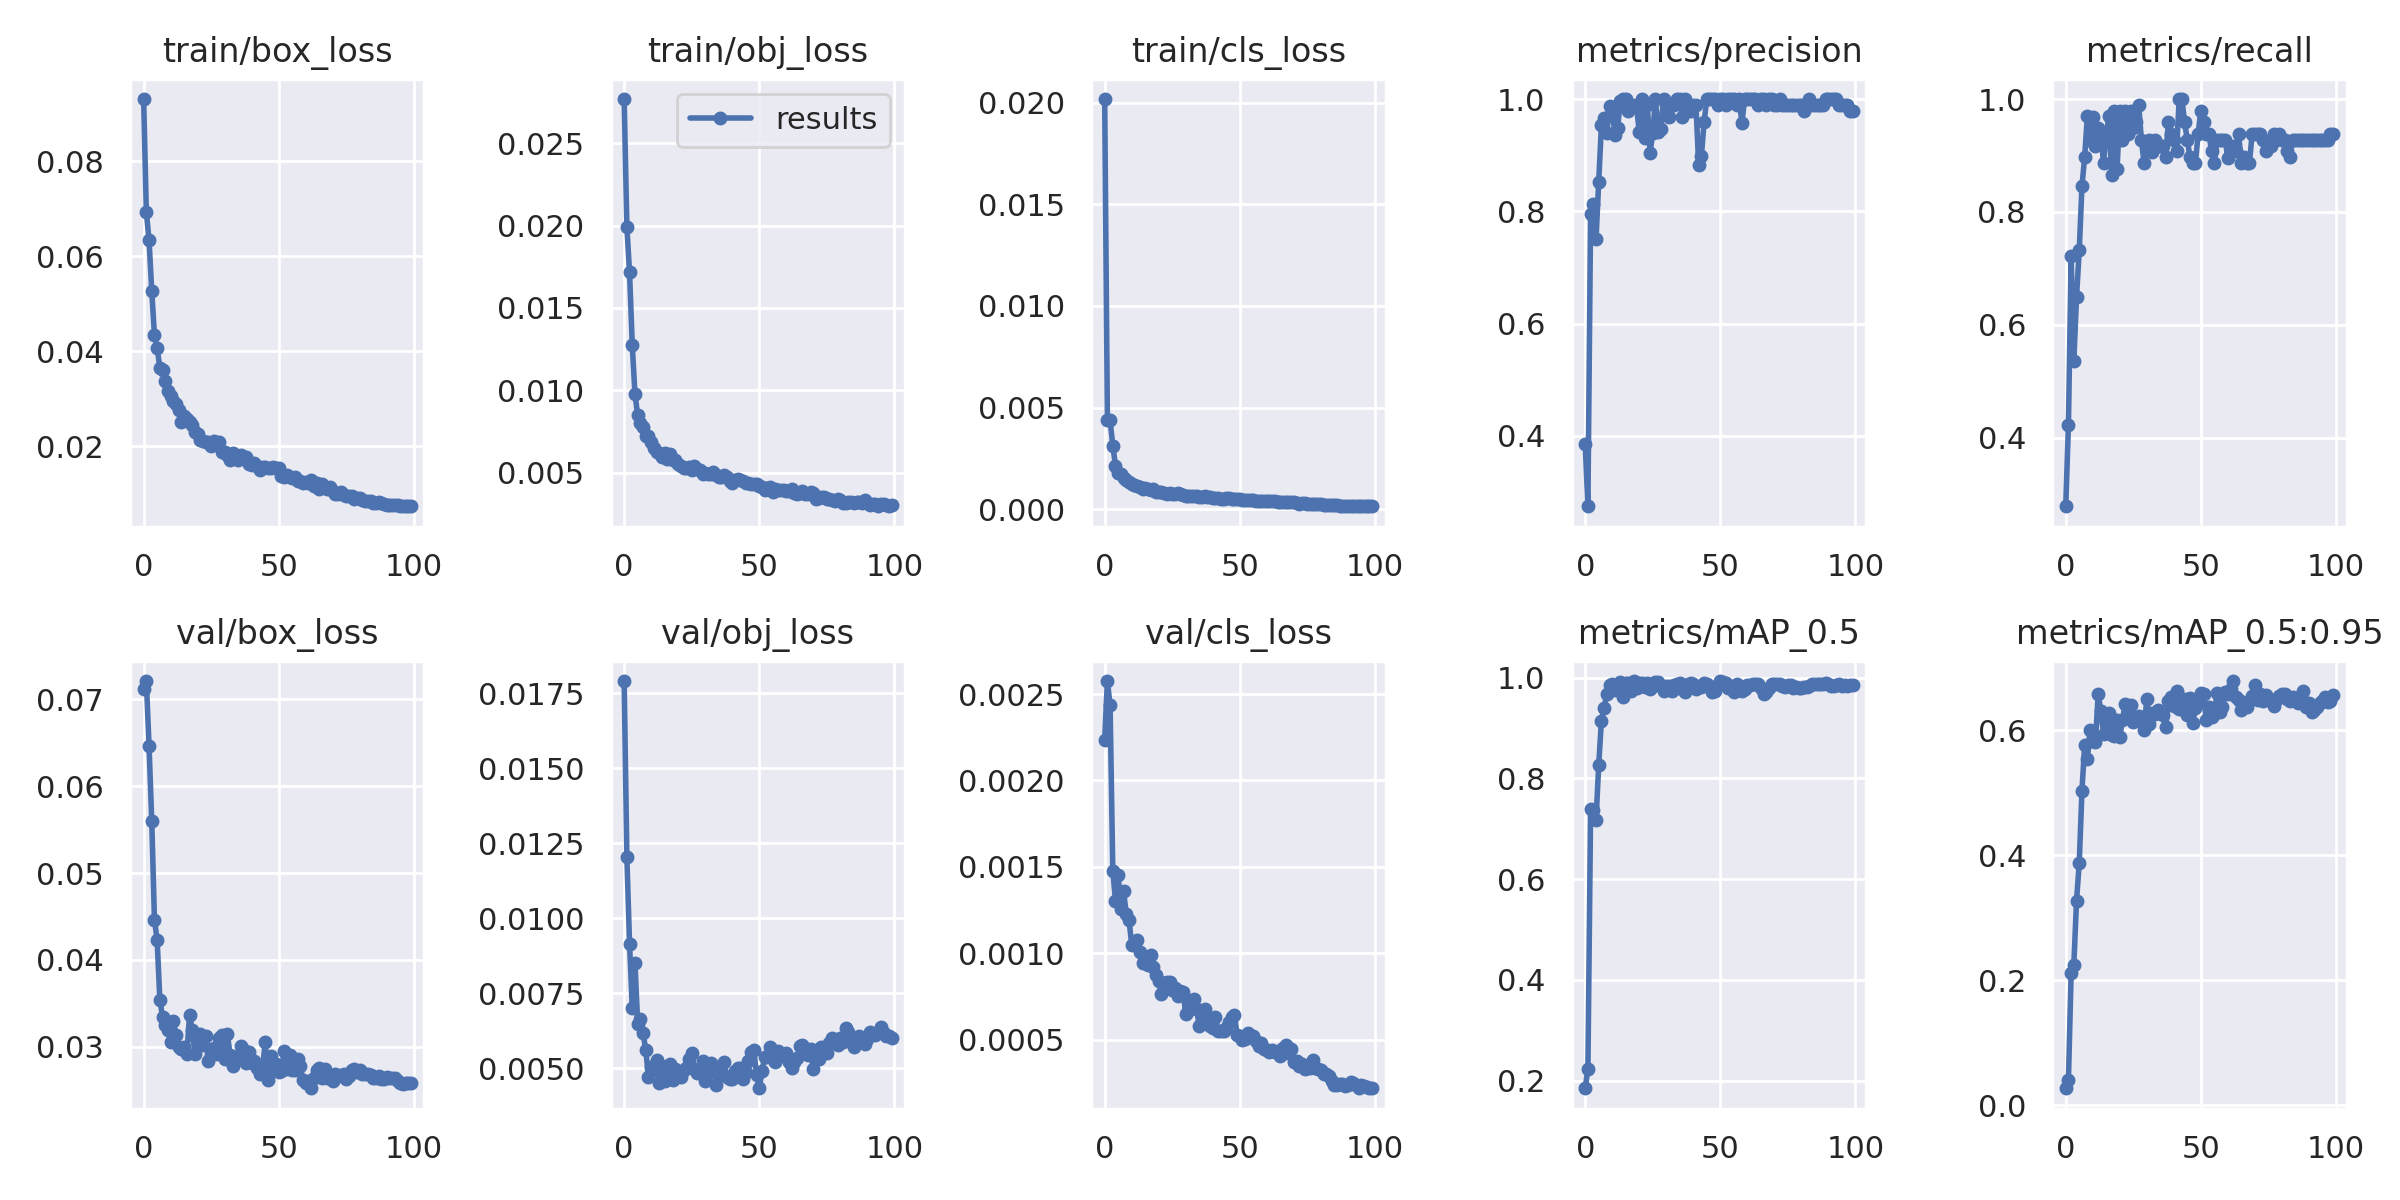 train/box_loss
0.08
0.06
0.04
0.02
0 50 100
train/obj_loss
results
0.025
0.020
0.015
0.010
0.005
0 50 100
train/cls_loss
0.020
0.015
0.010
0.005
0.000
0 50 100
metrics/precision
1.0
0.8
0.6
0.4
0 50 100
metrics/recall
1.0
0.8
0.6
0.4
0 50 100
val/box_loss
0.07
0.06
0.05
0.04
0.03
0 50 100
val/obj_loss
0.0175
0.0150
0.0125
0.0100
0.0075
0.0050
0 50 100
val/cls_loss
0.0025
0.0020
0.0015
0.0010
0.0005
0 50 100
metrics/mAP_0.5
1.0
0.8
0.6
0.4
0.2
0 50 100
metrics/mAP_0.5:0.95
0.6
0.4
0.2
0.0
0 50 100